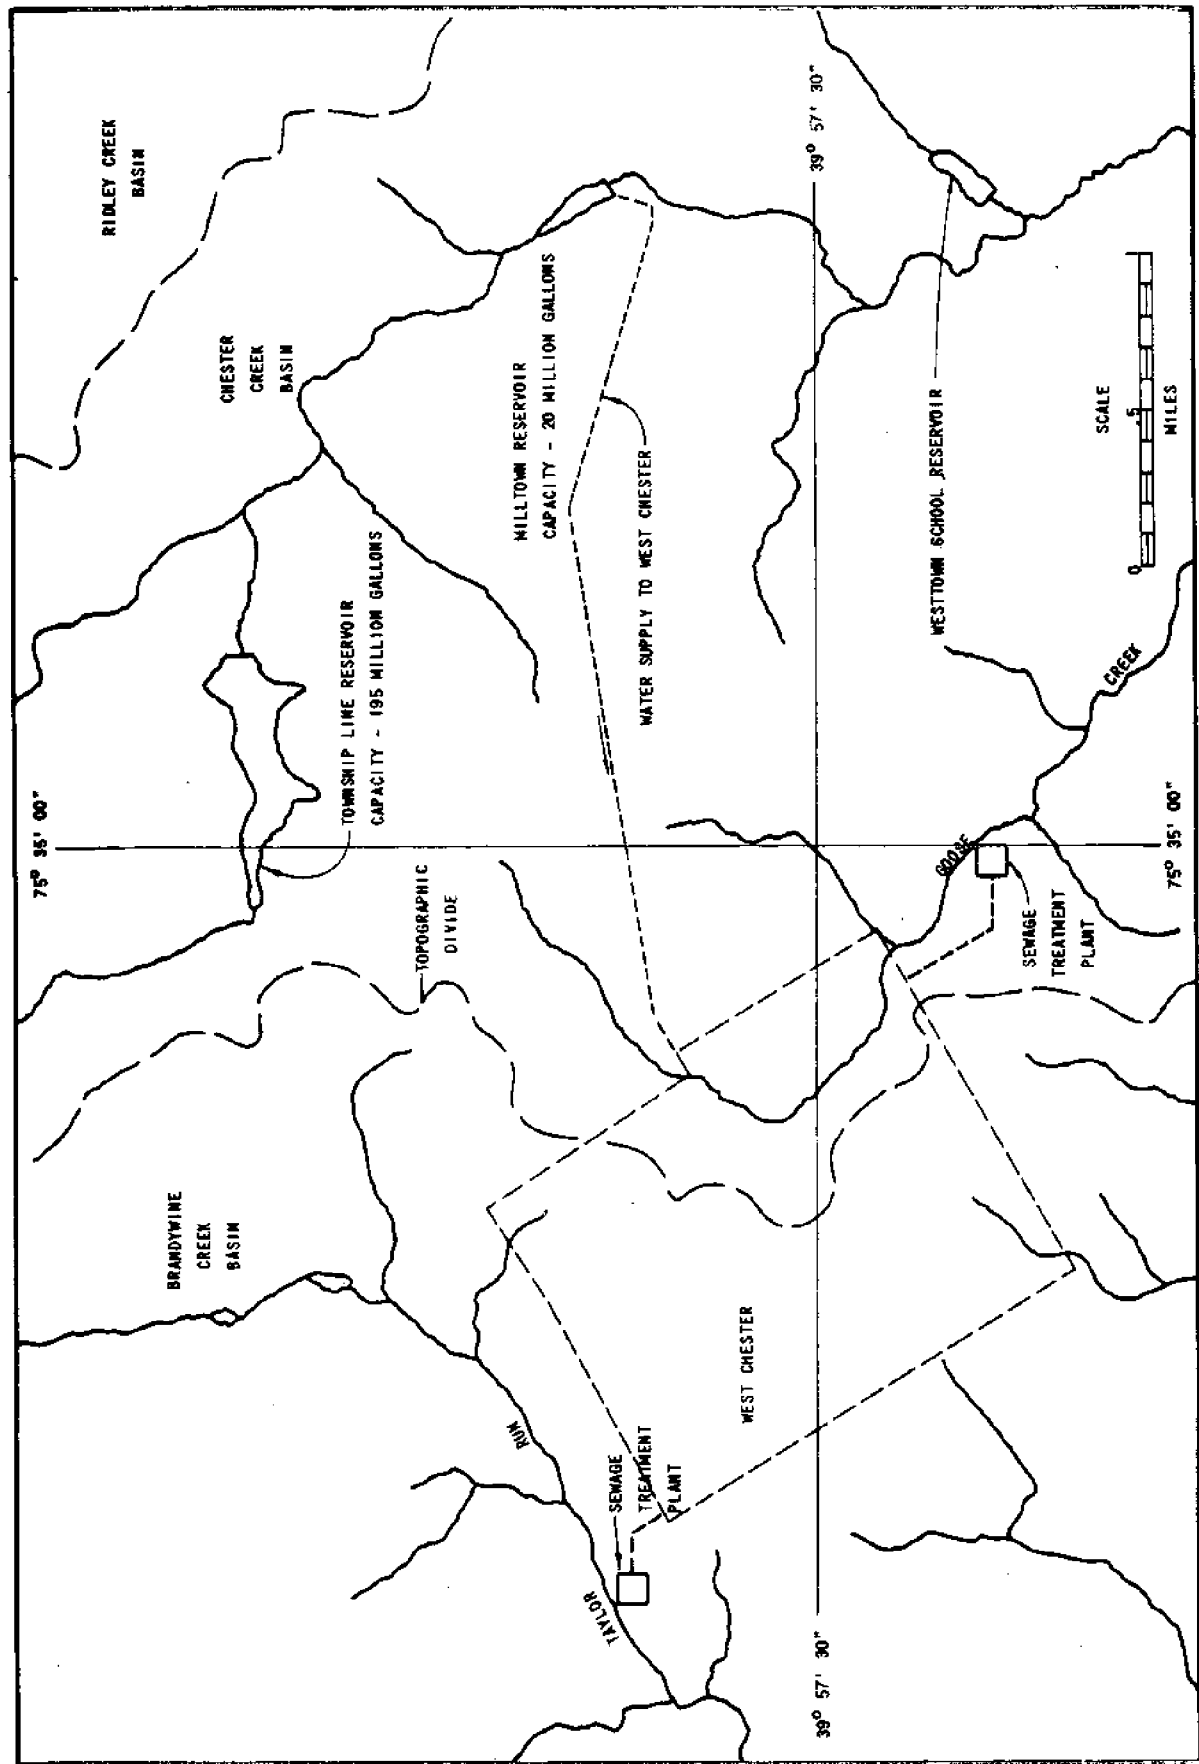 RIDLEY CREEK
BASIN
CHESTER
CREEK
BASIN
BRANDYWINE
CREEK
BASIN
75° 35' 00"
TOWNSHIP LINE RESERVOIR
CAPACITY - 195 MILLION GALLONS
TOPOGRAPHIC
DIVIDE
MILLTOWN RESERVOIR
CAPACITY - 20 MILLION GALLONS
WATER SUPPLY TO WEST CHESTER
RUN
TAYLOR
SEWAGE
TREATMENT
PLANT
WEST CHESTER
39° 57' 30"
39° 57' 30"
GOOSE
CREEK
SEWAGE
TREATMENT
PLANT
WESTTOWN SCHOOL RESERVOIR
75° 35' 00"
SCALE
0 .5
MILES